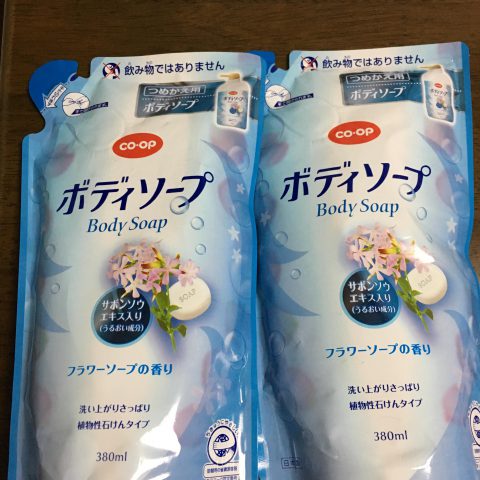 飲み物ではありません
つめかえ用
ボディソープ
CO·OP
ボディソープ
Body Soap
SOAP
サボンソウ
エキス入り
(うるおい成分)
フラワーソープの香り
洗い上がりさっぱり
植物性石けんタイプ
380ml
飲み物ではありません
つめかえ用
ボディソープ
CO·OP
ボディソープ
Body Soap
SOAP
サボンソウ
エキス入り
(うるおい成分)
フラワーソープの香り
洗い上がりさっぱり
植物性石けんタイプ
380ml